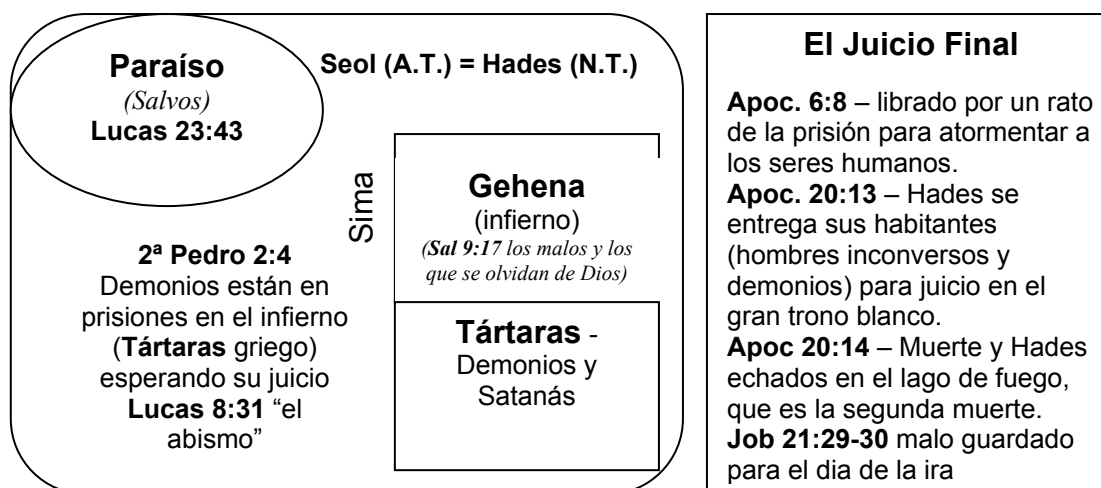 Paraíso
(Salvos)
Lucas 23:43
Seol (A.T.) = Hades (N.T.)
Sima
Gehena
(infierno)
(Sal 9:17 los malos y los
que se olvidan de Dios)
2ª Pedro 2:4
Demonios están en
prisiones en el infierno
(Tártaras griego)
esperando su juicio
Lucas 8:31 “el
abismo”
Tártaras -
Demonios y
Satanás
El Juicio Final
Apoc. 6:8 – librado por un rato
de la prisión para atormentar a
los seres humanos.
Apoc. 20:13 – Hades se
entrega sus habitantes
(hombres inconversos y
demonios) para juicio en el
gran trono blanco.
Apoc 20:14 – Muerte y Hades
echados en el lago de fuego,
que es la segunda muerte.
Job 21:29-30 malo guardado
para el dia de la ira